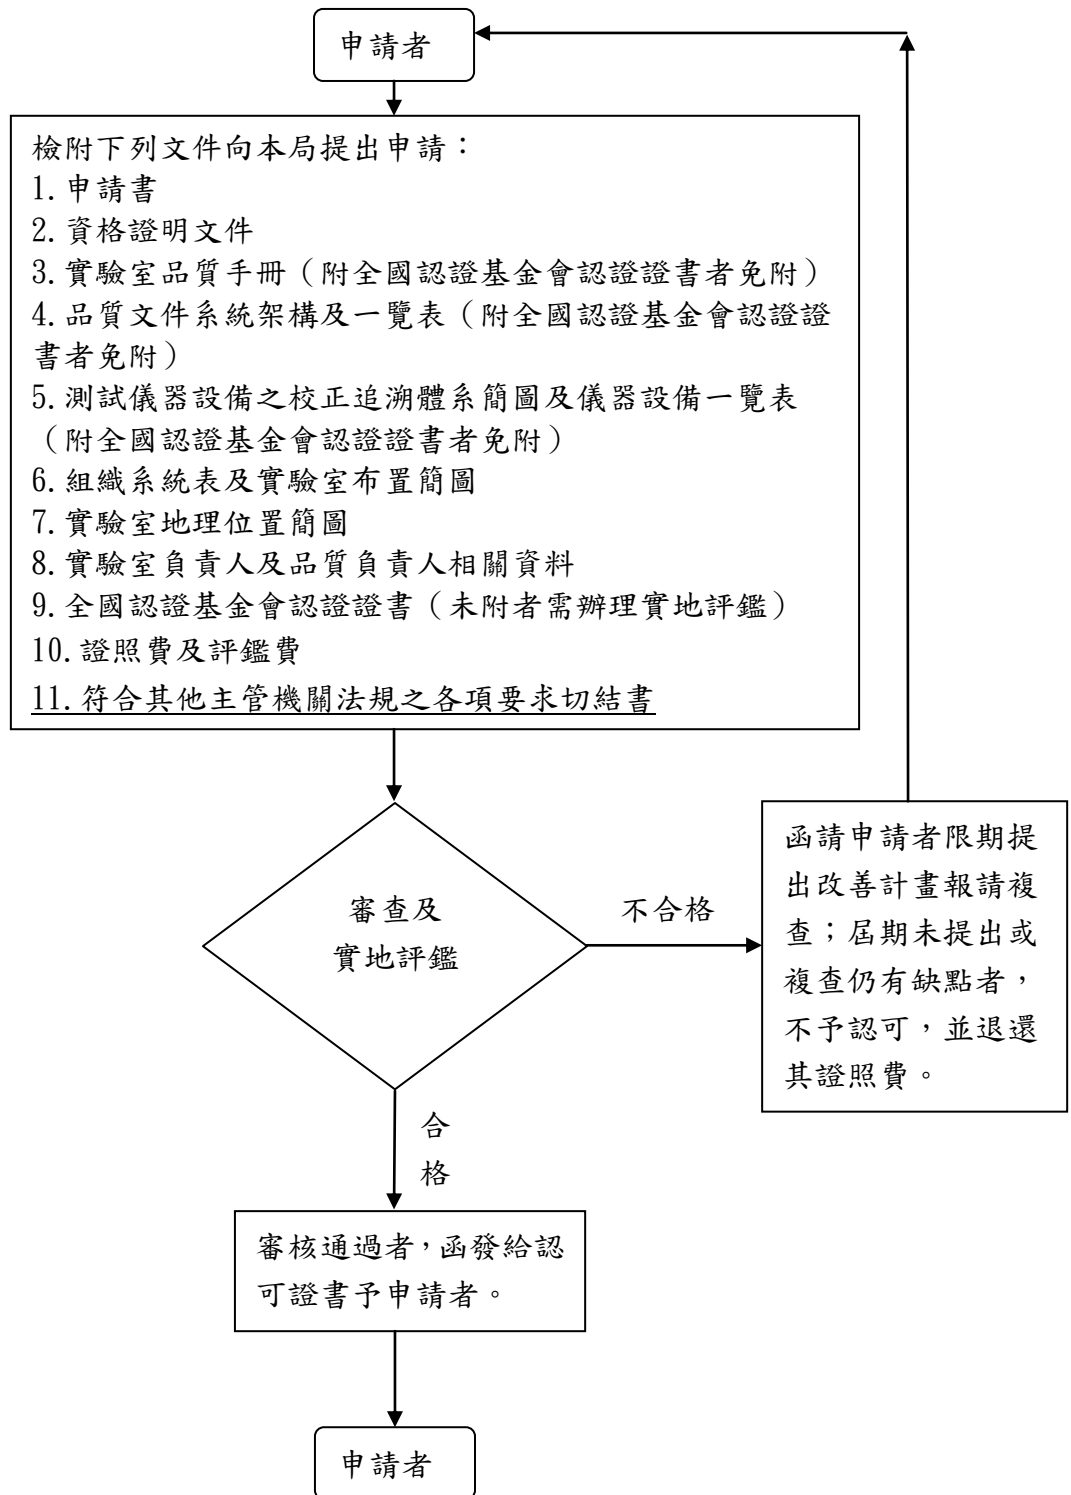 申請者
檢附下列文件向本局提出申請：
1.申請書
2.資格證明文件
3.實驗室品質手冊（附全國認證基金會認證證書者免附）
4.品質文件系統架構及一覽表（附全國認證基金會認證證
書者免附）
5.測試儀器設備之校正追溯體系簡圖及儀器設備一覽表
（附全國認證基金會認證證書者免附）
6.組織系統表及實驗室布置簡圖
7.實驗室地理位置簡圖
8.實驗室負責人及品質負責人相關資料
9.全國認證基金會認證證書（未附者需辦理實地評鑑）
10.證照費及評鑑費
11.符合其他主管機關法規之各項要求切結書
審查及
實地評鑑
不合格
函請申請者限期提
出改善計畫報請複
查；屆期未提出或
複查仍有缺點者，
不予認可，並退還
其證照費。
合
格
審核通過者，函發給認
可證書予申請者。
申請者